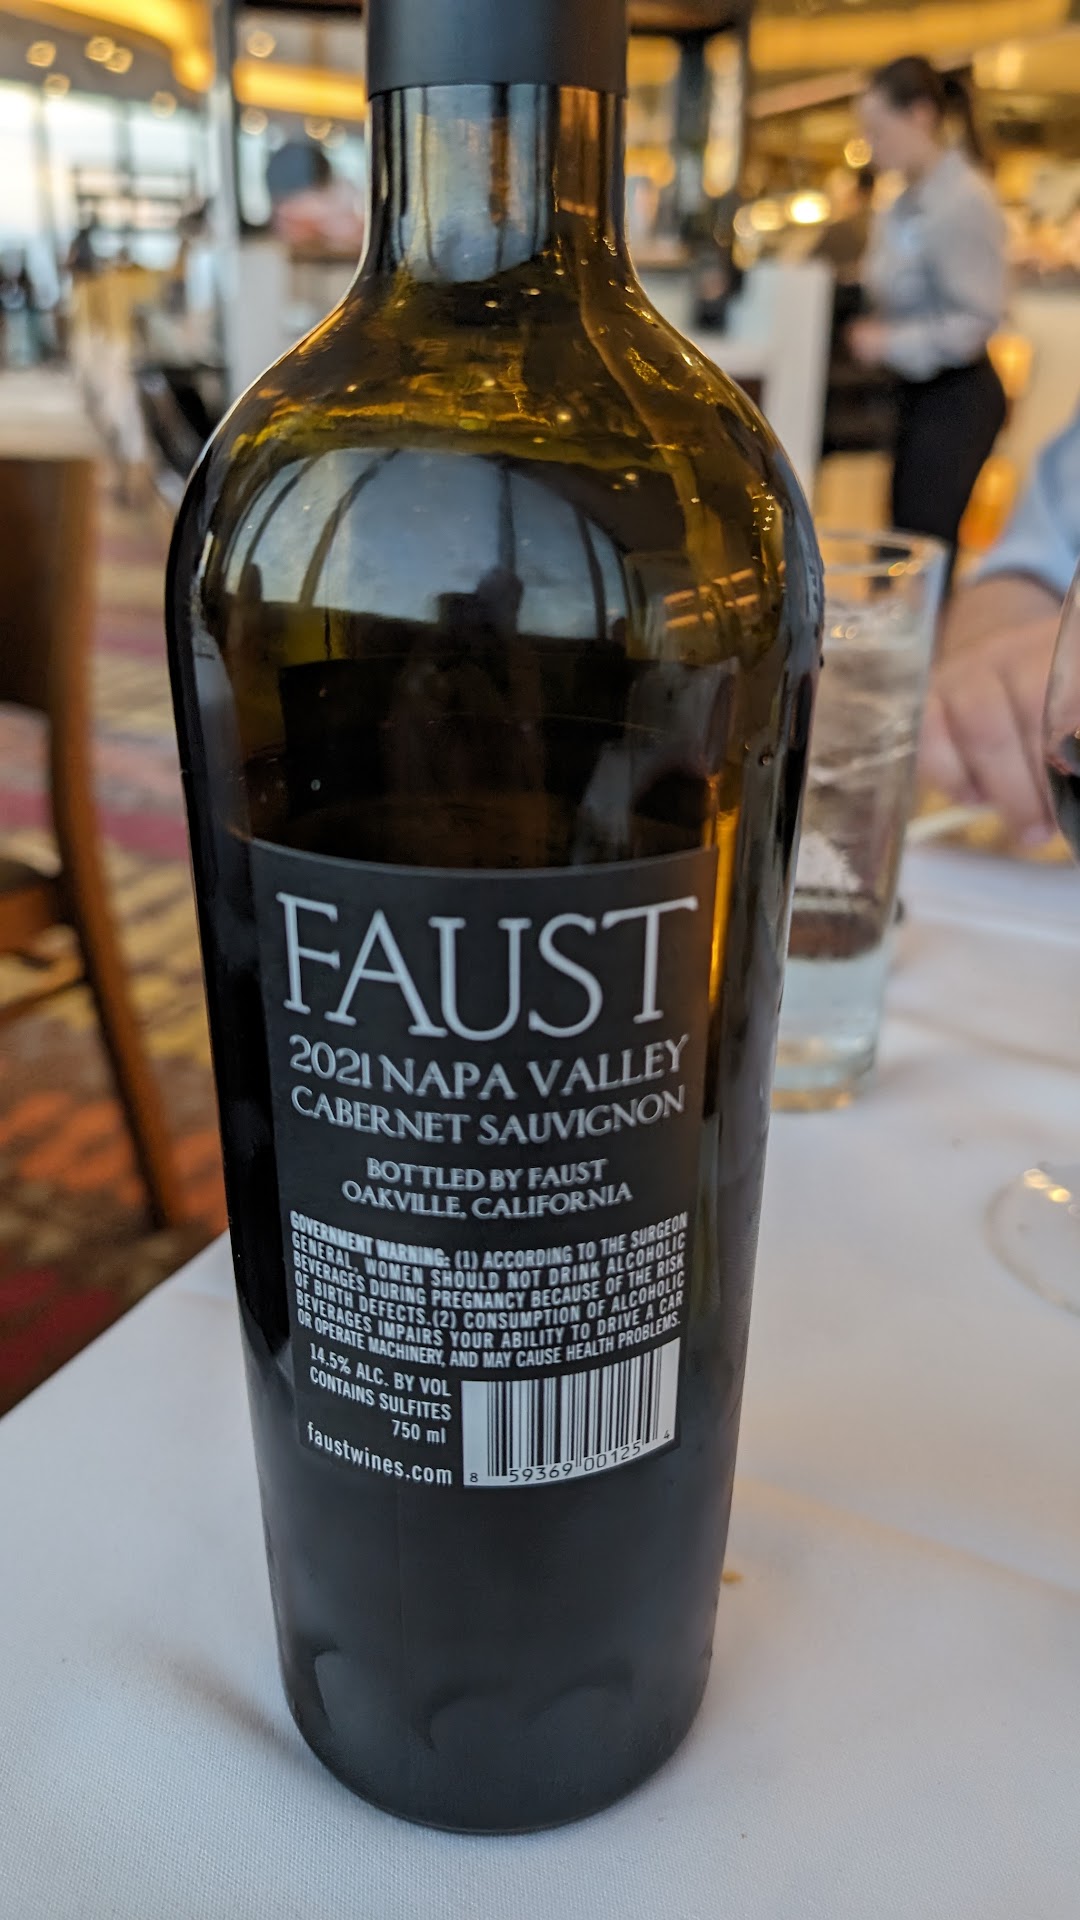 FAUST
2021 NAPA VALLEY
CABERNET SAUVIGNON
BOTTLED BY FAUST
OAKVILLE, CALIFORNIA
GOVERNMENT WARNING: (1) ACCORDING TO THE SURGEON
GENERAL, WOMEN SHOULD NOT DRINK ALCOHOLIC
BEVERAGES DURING PREGNANCY BECAUSE OF THE RISK
OF BIRTH DEFECTS.(2) CONSUMPTION OF ALCOHOLIC
BEVERAGES IMPAIRS YOUR ABILITY TO DRIVE A CAR
OR OPERATE MACHINERY, AND MAY CAUSE HEALTH PROBLEMS.
14.5% ALC. BY VOL
CONTAINS SULFITES
750 ml
faustwines.com
8 59369 00125 4